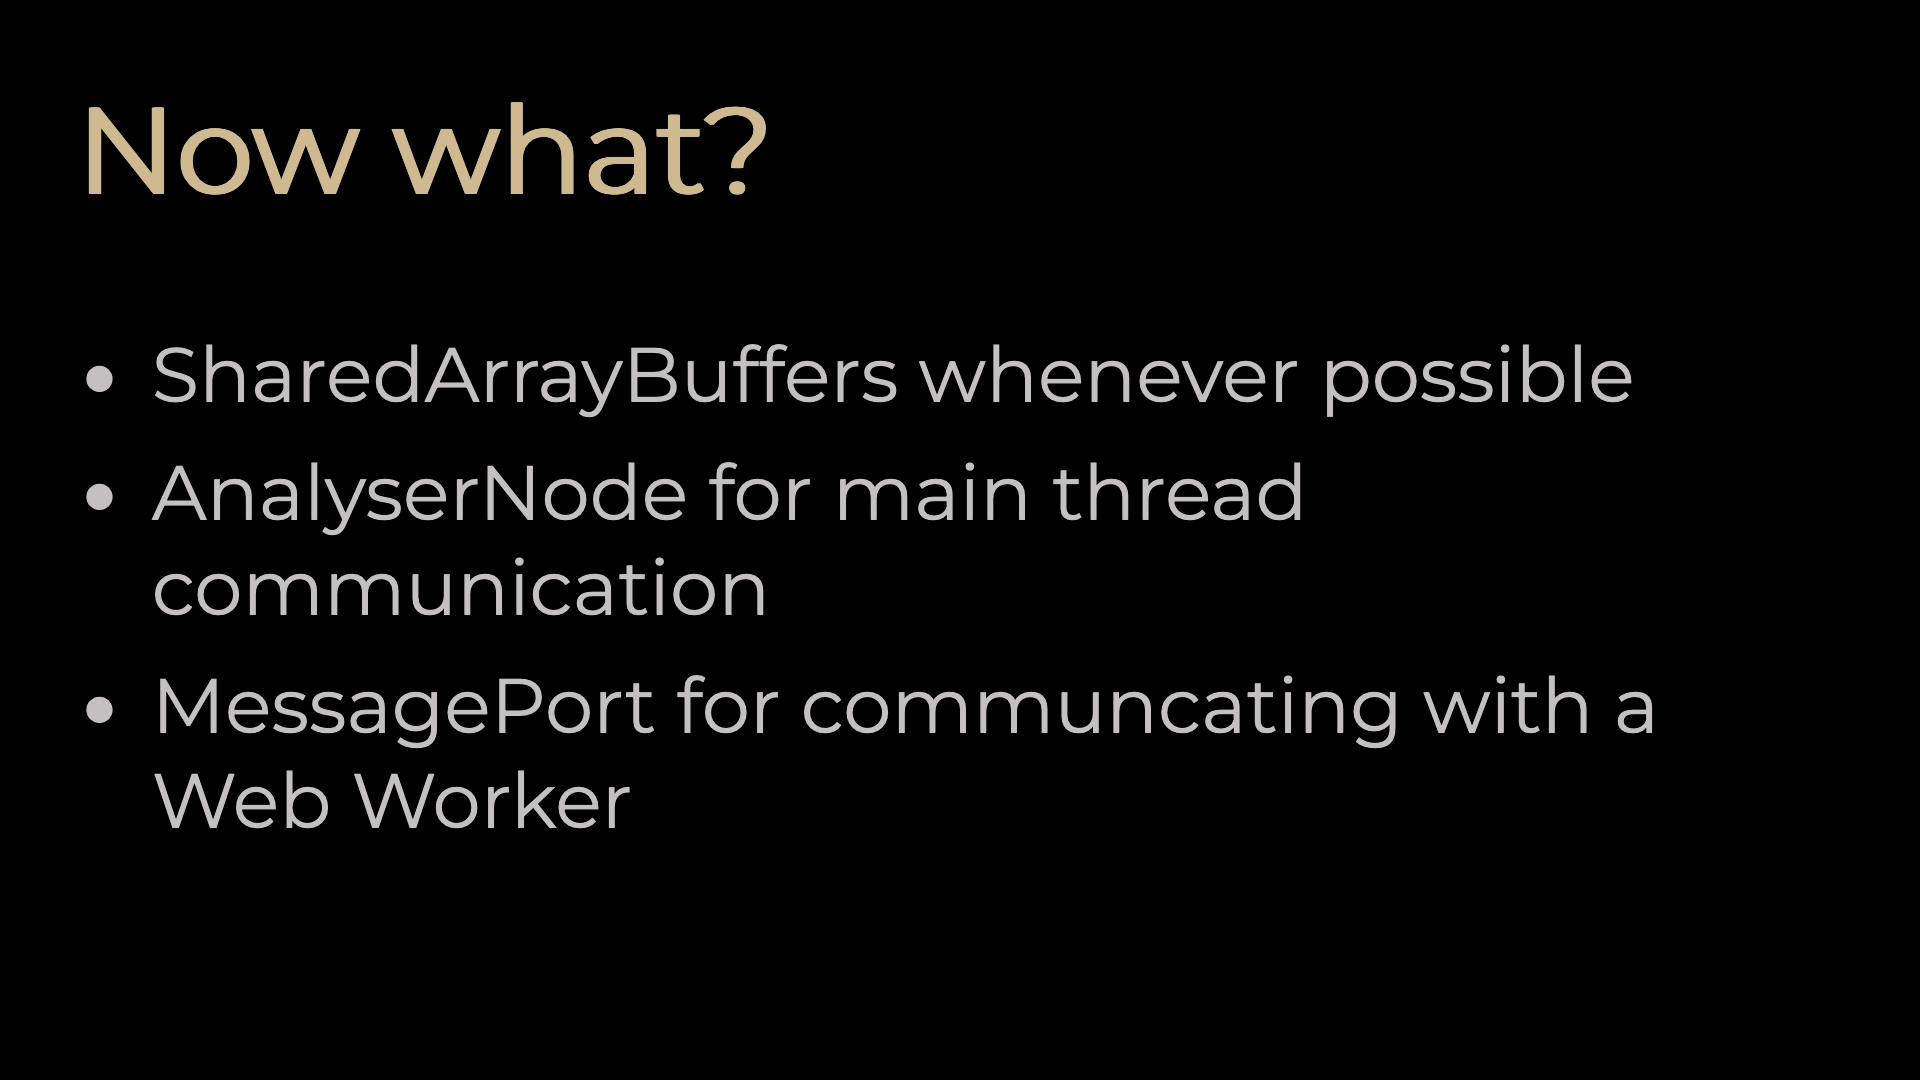 Now what?
• SharedArrayBuffers whenever possible
• AnalyserNode for main thread
communication
• MessagePort for communcating with a
Web Worker